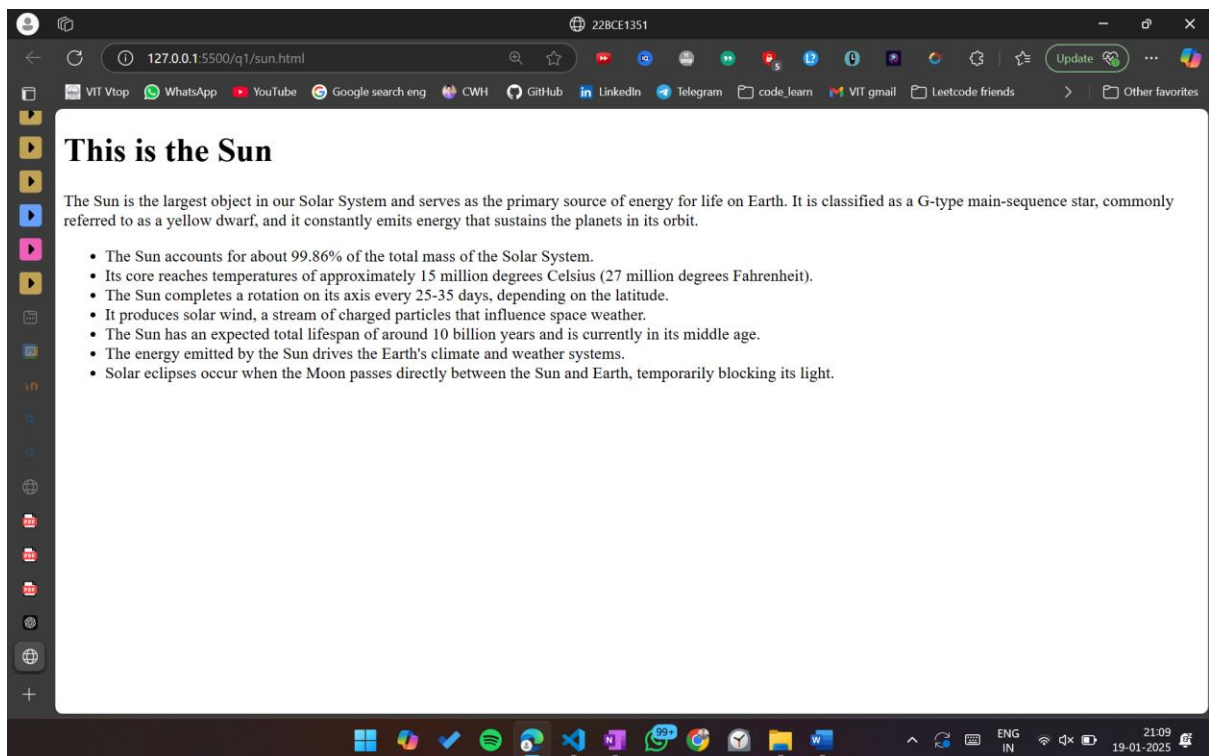 22BCE1351
127.0.0.1:5500/q1/sun.html
Update
VIT Vtop WhatsApp YouTube Google search eng CWH GitHub LinkedIn Telegram code_learn VIT gmail Leetcode friends Other favorites
This is the Sun
The Sun is the largest object in our Solar System and serves as the primary source of energy for life on Earth. It is classified as a G-type main-sequence star, commonly
referred to as a yellow dwarf, and it constantly emits energy that sustains the planets in its orbit.
• The Sun accounts for about 99.86% of the total mass of the Solar System.
• Its core reaches temperatures of approximately 15 million degrees Celsius (27 million degrees Fahrenheit).
• The Sun completes a rotation on its axis every 25-35 days, depending on the latitude.
• It produces solar wind, a stream of charged particles that influence space weather.
• The Sun has an expected total lifespan of around 10 billion years and is currently in its middle age.
• The energy emitted by the Sun drives the Earth's climate and weather systems.
• Solar eclipses occur when the Moon passes directly between the Sun and Earth, temporarily blocking its light.
99+
ENG
IN
21:09
19-01-2025